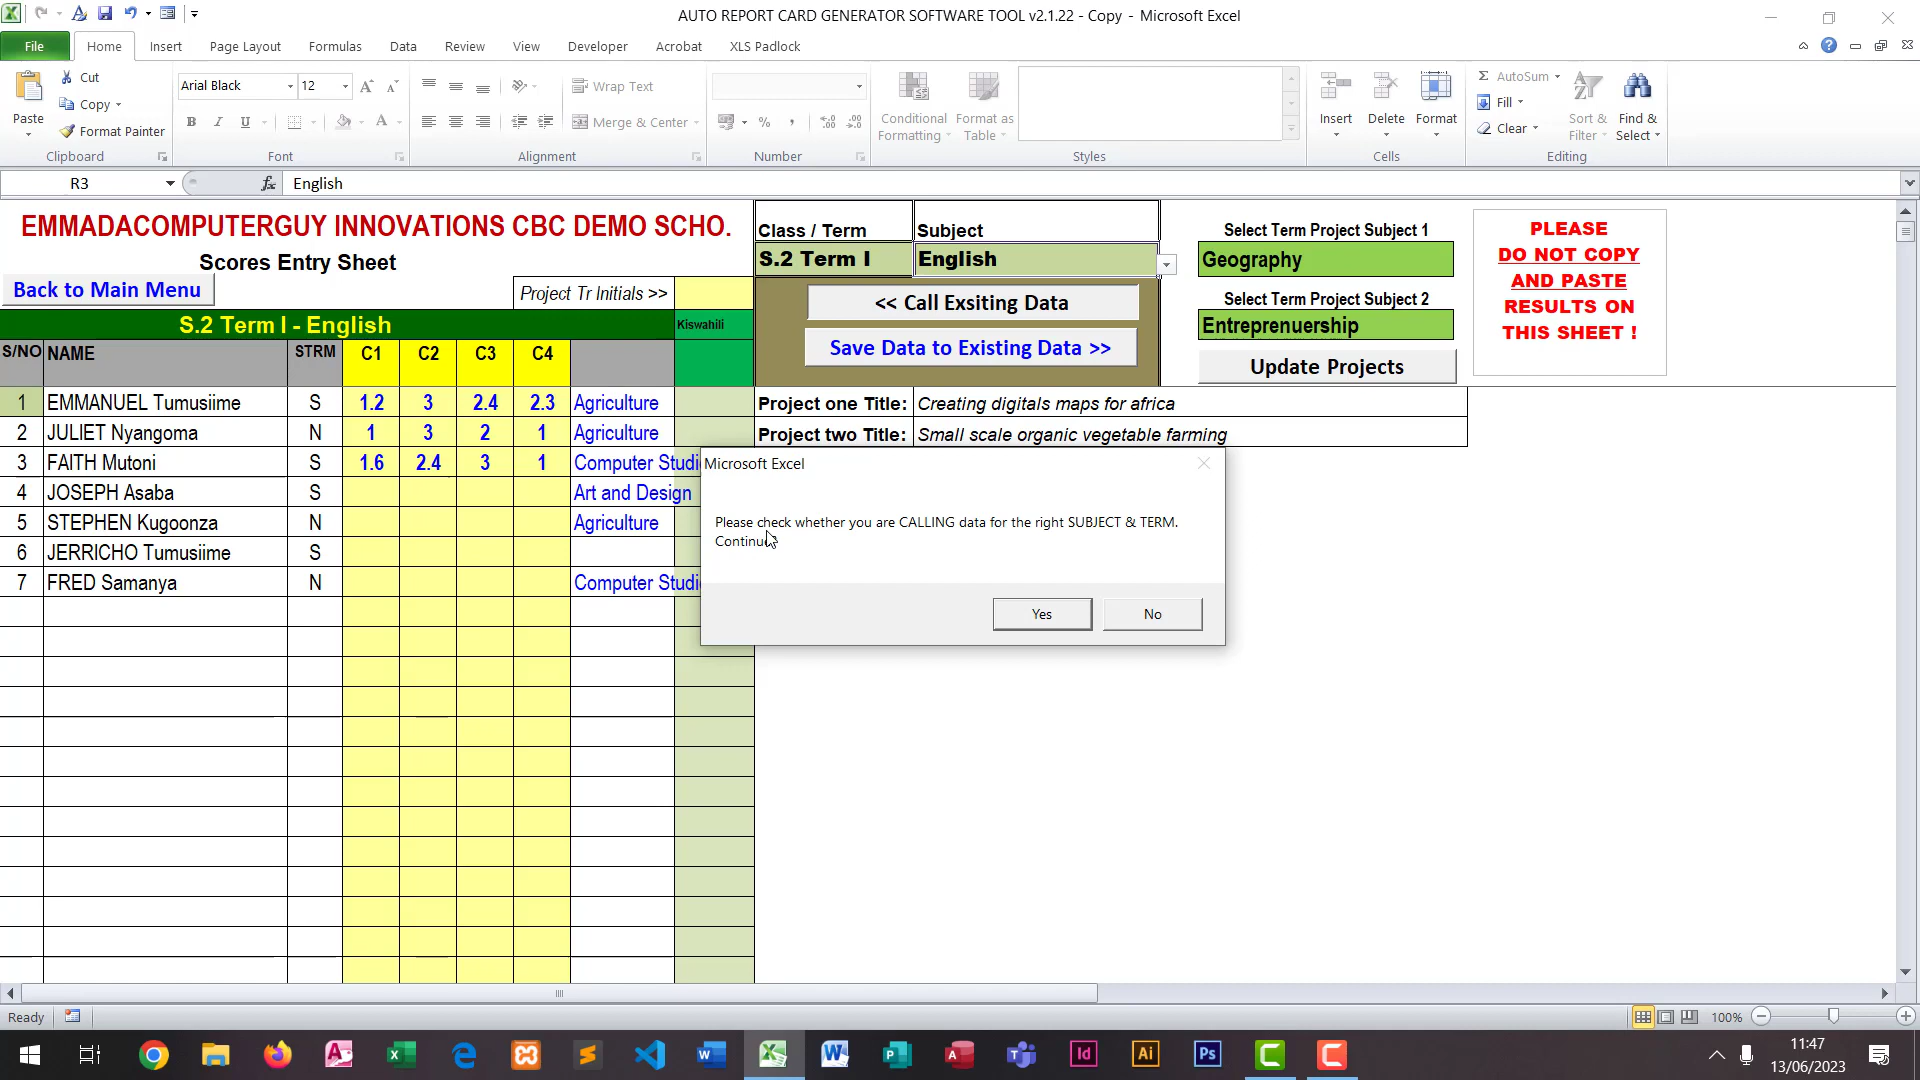 AUTO REPORT CARD GENERATOR SOFTWARE TOOL v2.1.22 - Copy - Microsoft Excel
File Home Insert Page Layout Formulas Data Review View Developer Acrobat XLS Padlock
Paste
Cut
Copy
Format Painter
Clipboard
Arial Black 12
Font
Wrap Text
Merge & Center
Alignment
Number
Conditional Formatting
Format as Table
Styles
Insert Delete Format
Cells
AutoSum
Fill
Clear
Sort & Filter
Find & Select
Editing
R3 fx English
EMMADACOMPUTERGUY INNOVATIONS CBC DEMO SCHO.
Scores Entry Sheet
Back to Main Menu
Project Tr Initials >>
Class / Term Subject
S.2 Term I English
<< Call Exsiting Data
Save Data to Existing Data >>
Select Term Project Subject 1
Geography
Select Term Project Subject 2
Entreprenuership
Update Projects
PLEASE
DO NOT COPY
AND PASTE
RESULTS ON
THIS SHEET !
S.2 Term I - English Kiswahili
S/NO NAME STRM C1 C2 C3 C4
1 EMMANUEL Tumusiime S 1.2 3 2.4 2.3 Agriculture
2 JULIET Nyangoma N 1 3 2 1 Agriculture
3 FAITH Mutoni S 1.6 2.4 3 1 Computer Studi
4 JOSEPH Asaba S Art and Design
5 STEPHEN Kugoonza N Agriculture
6 JERRICHO Tumusiime S
7 FRED Samanya N Computer Studi
Project one Title: Creating digitals maps for africa
Project two Title: Small scale organic vegetable farming
Microsoft Excel
Please check whether you are CALLING data for the right SUBJECT & TERM.
Continue?
Yes No
Ready 100%
11:47
13/06/2023